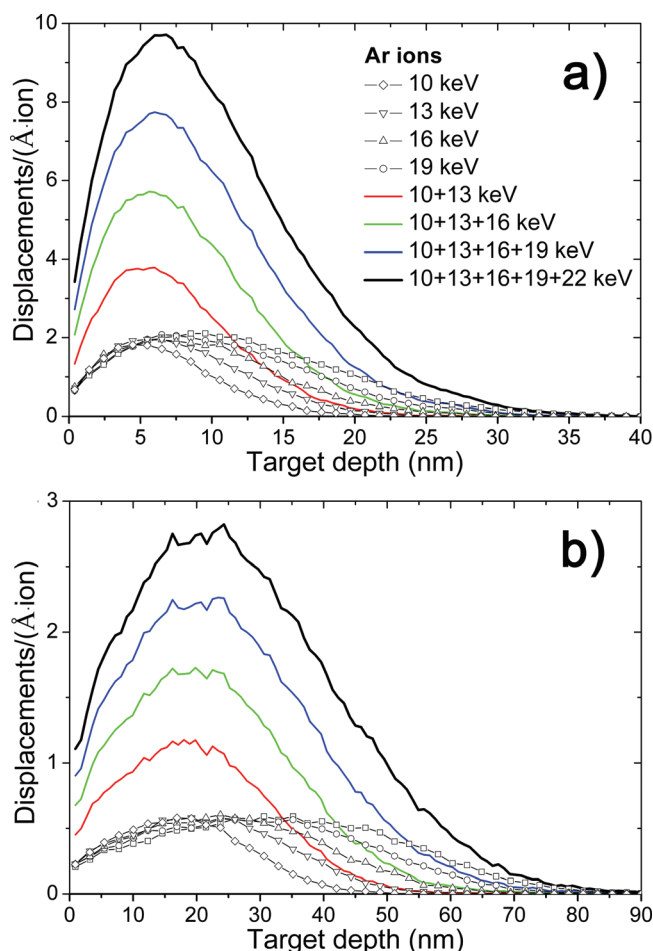 a)
Displacements/(Å·ion)
10
8
6
4
2
0
Ar ions
10 keV
13 keV
16 keV
19 keV
10+13 keV
10+13+16 keV
10+13+16+19 keV
10+13+16+19+22 keV
0 5 10 15 20 25 30 35 40
Target depth (nm)
b)
Displacements/(Å·ion)
3
2
1
0
0 10 20 30 40 50 60 70 80 90
Target depth (nm)